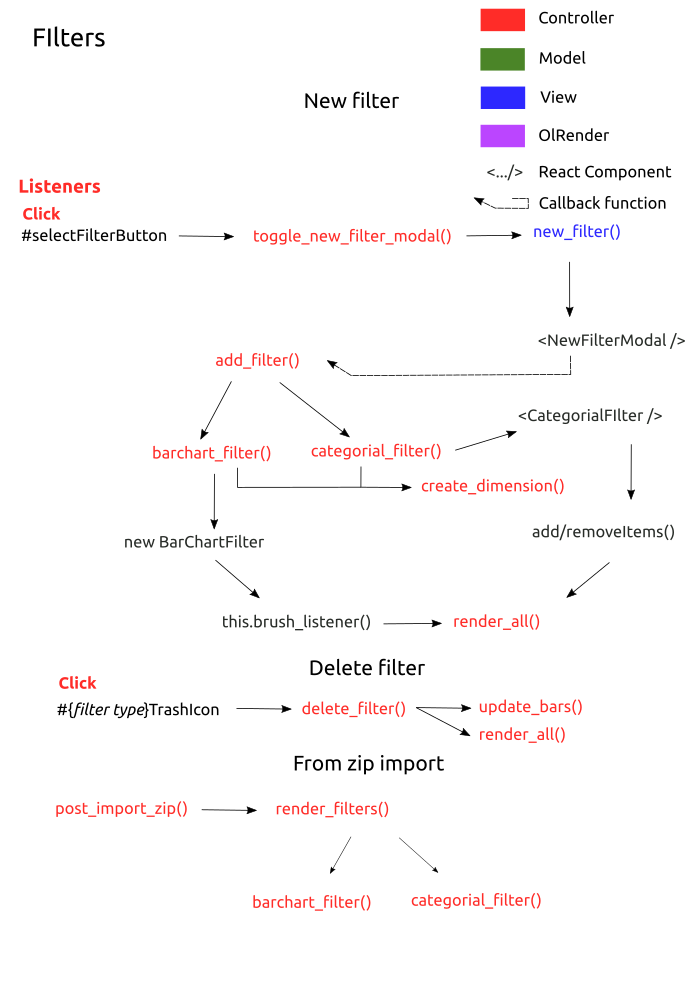 FIlters
Controller
Model
New filter
View
OlRender
<.../> React Component
Listeners
Callback function
Click
#selectFilterButton
toggle_new_filter_modal()
new_filter()
<NewFilterModal />
add_filter()
<CategorialFIlter />
barchart_filter()
categorial_filter()
create_dimension()
new BarChartFilter
add/removeItems()
this.brush_listener()
render_all()
Delete filter
Click
#{filter type}TrashIcon
delete_filter()
update_bars()
render_all()
From zip import
post_import_zip()
render_filters()
barchart_filter()
categorial_filter()